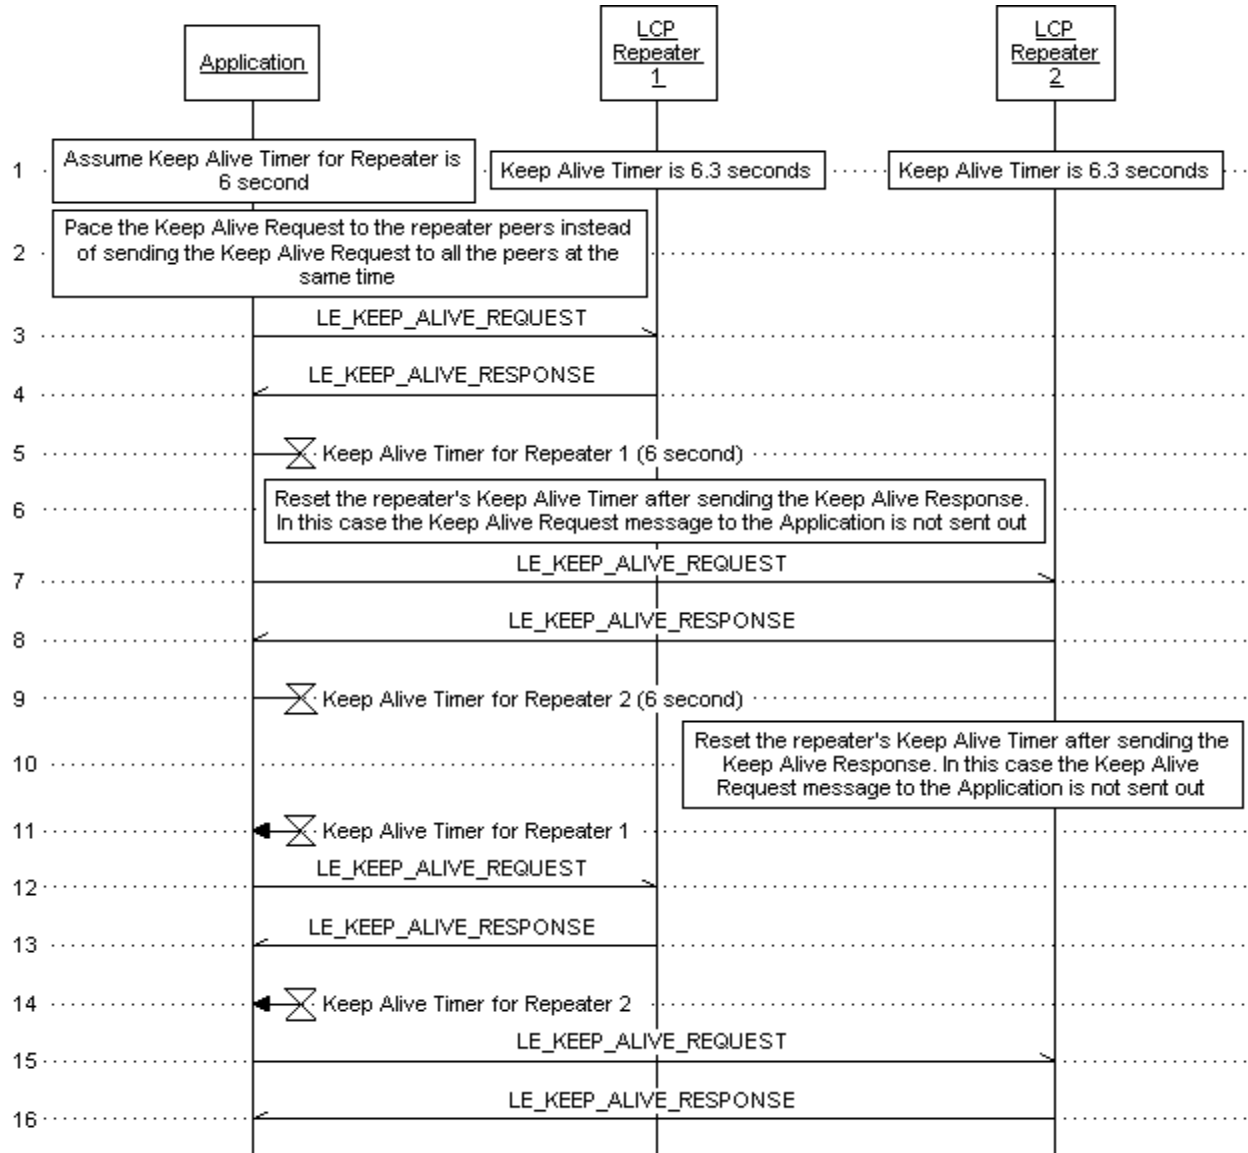 Application
LCP
Repeater
1
LCP
Repeater
2
1
Assume Keep Alive Timer for Repeater is
6 second
Keep Alive Timer is 6.3 seconds
Keep Alive Timer is 6.3 seconds
2
Pace the Keep Alive Request to the repeater peers instead
of sending the Keep Alive Request to all the peers at the
same time
3
LE_KEEP_ALIVE_REQUEST
4
LE_KEEP_ALIVE_RESPONSE
5
Keep Alive Timer for Repeater 1 (6 second)
6
Reset the repeater's Keep Alive Timer after sending the Keep Alive Response.
In this case the Keep Alive Request message to the Application is not sent out
7
LE_KEEP_ALIVE_REQUEST
8
LE_KEEP_ALIVE_RESPONSE
9
Keep Alive Timer for Repeater 2 (6 second)
10
Reset the repeater's Keep Alive Timer after sending the
Keep Alive Response. In this case the Keep Alive
Request message to the Application is not sent out
11
Keep Alive Timer for Repeater 1
12
LE_KEEP_ALIVE_REQUEST
13
LE_KEEP_ALIVE_RESPONSE
14
Keep Alive Timer for Repeater 2
15
LE_KEEP_ALIVE_REQUEST
16
LE_KEEP_ALIVE_RESPONSE